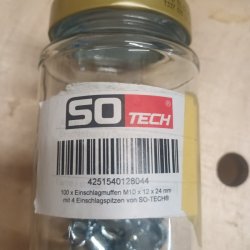 SO TECH®
4251540128044
100 x Einschlagmuffen M10 x 12 x 24 mm
mit 4 Einschlagspitzen von SO-TECH®